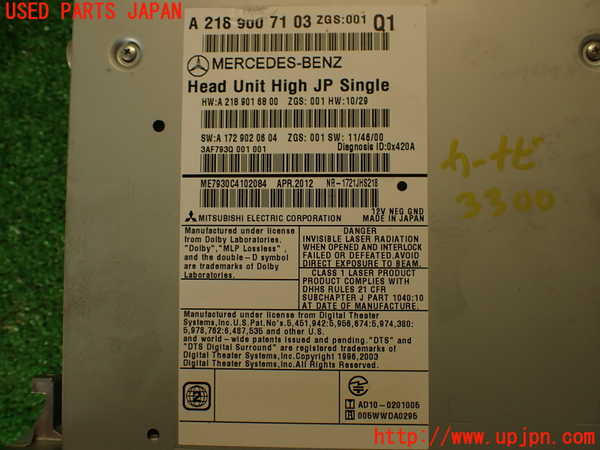 USED PARTS JAPAN
A 218 900 71 03 ZGS:001 Q1
MERCEDES-BENZ
Head Unit High JP Single
HW:A 218 901 68 00 ZGS: 001 HW:10/29
SW:A 172 902 06 04 ZGS: 001 SW: 11/46/00
3AF793Q 001 001 Diagnosis ID:0x420A
ME7930C4102084 APR.2012 NR-1721JHS218
MITSUBISHI ELECTRIC CORPORATION
12V NEG GND
MADE IN JAPAN
Manufactured under license
from Dolby Laboratories.
"Dolby","MLP Lossless",
and the double-D symbol
are trademarks of Dolby
Laboratories.
DANGER
INVISIBLE LASER RADIATION
WHEN OPENED AND INTERLOCK
FAILED OR DEFEATED.AVOID
DIRECT EXPOSURE TO BEAM.
CLASS 1 LASER PRODUCT
PRODUCT COMPLIES WITH
DHHS RULES 21 CFR
SUBCHAPTER J PART 1040:10
AT DATE OF MANUFACTURE.
Manufactured under license from Digital Theater
Systems,Inc.U.S.Pat.No's.5,451,942:5,956,674:5,974,380:
5,978,762:6,487,535 and other U.S.
and world-wide patents issued and pending. "DTS" and
"DTS Digital Surround" are registered trademarks of
Digital Theater Systems,Inc.Copyright 1996,2003
Digital Theater Systems,Inc.All rights reserved.
2
AD10-0201005
005WWDA0295
カーナビ
3300
www.upjpn.com